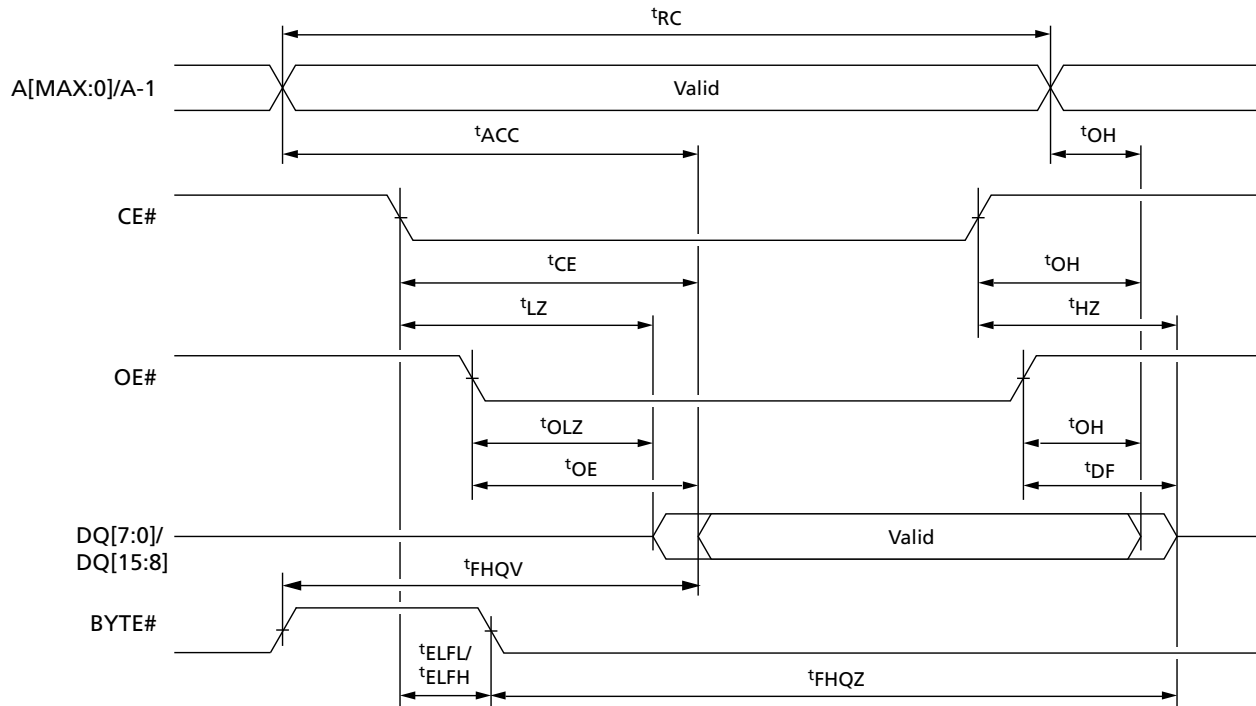 tRC
A[MAX:0]/A-1
Valid
tACC
tOH
CE#
tCE
tOH
tLZ
tHZ
OE#
tOLZ
tOH
tOE
tDF
DQ[7:0]/
DQ[15:8]
Valid
tFHQV
BYTE#
tELFL/
tELFH
tFHQZ